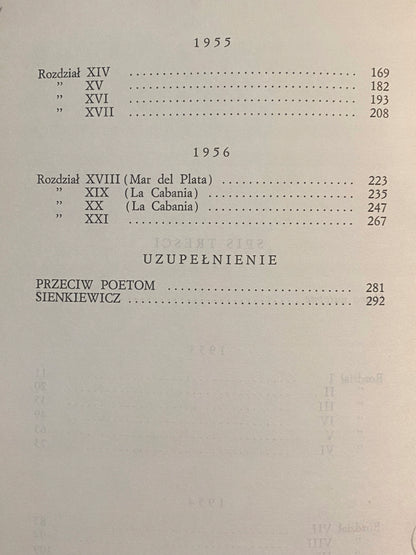 1955
Rozdział XIV .................................. 169
” XV .................................. 182
” XVI .................................. 193
” XVII .................................. 208
1956
Rozdział XVIII (Mar del Plata) .................... 223
” XIX (La Cabania) .................... 235
” XX (La Cabania) .................... 247
” XXI .................................. 267
UZUPEŁNIENIE
PRZECIW POETOM ............................ 281
SIENKIEWICZ .................................. 292